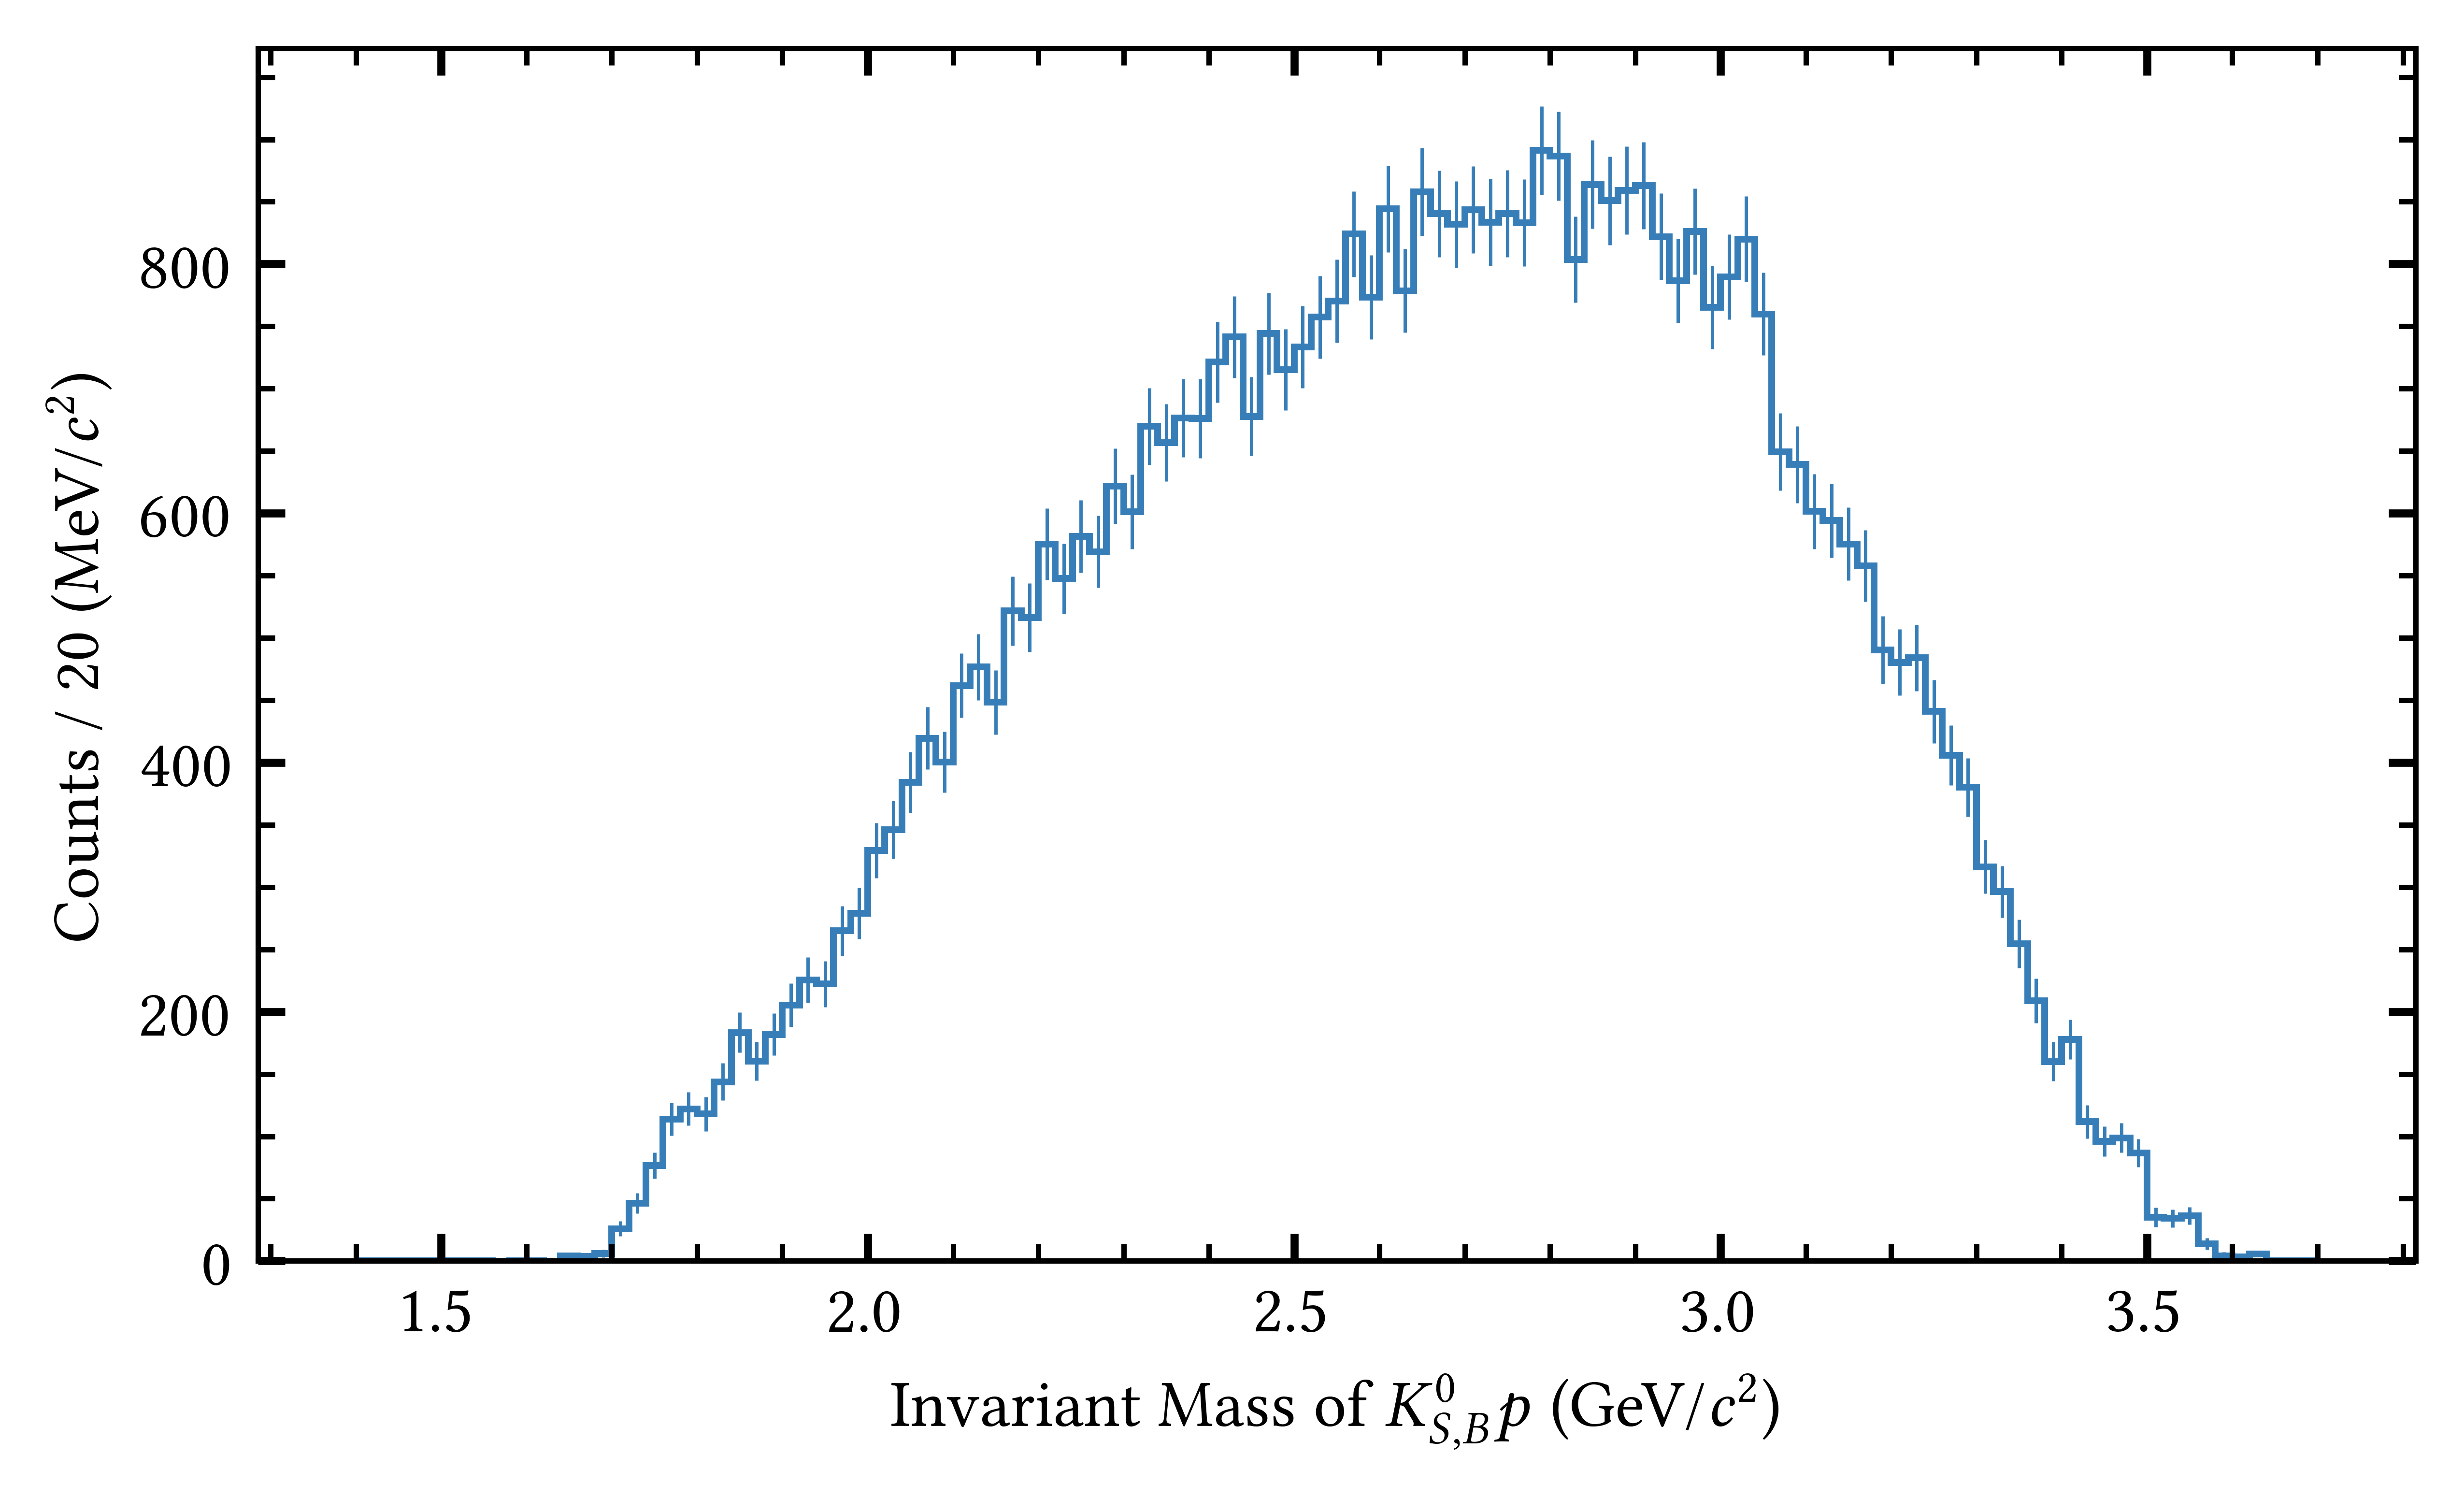 Counts / 20 (MeV/c²)
800
600
400
200
0
1.5 2.0 2.5 3.0 3.5
Invariant Mass of K⁰_{S,B}p (GeV/c²)